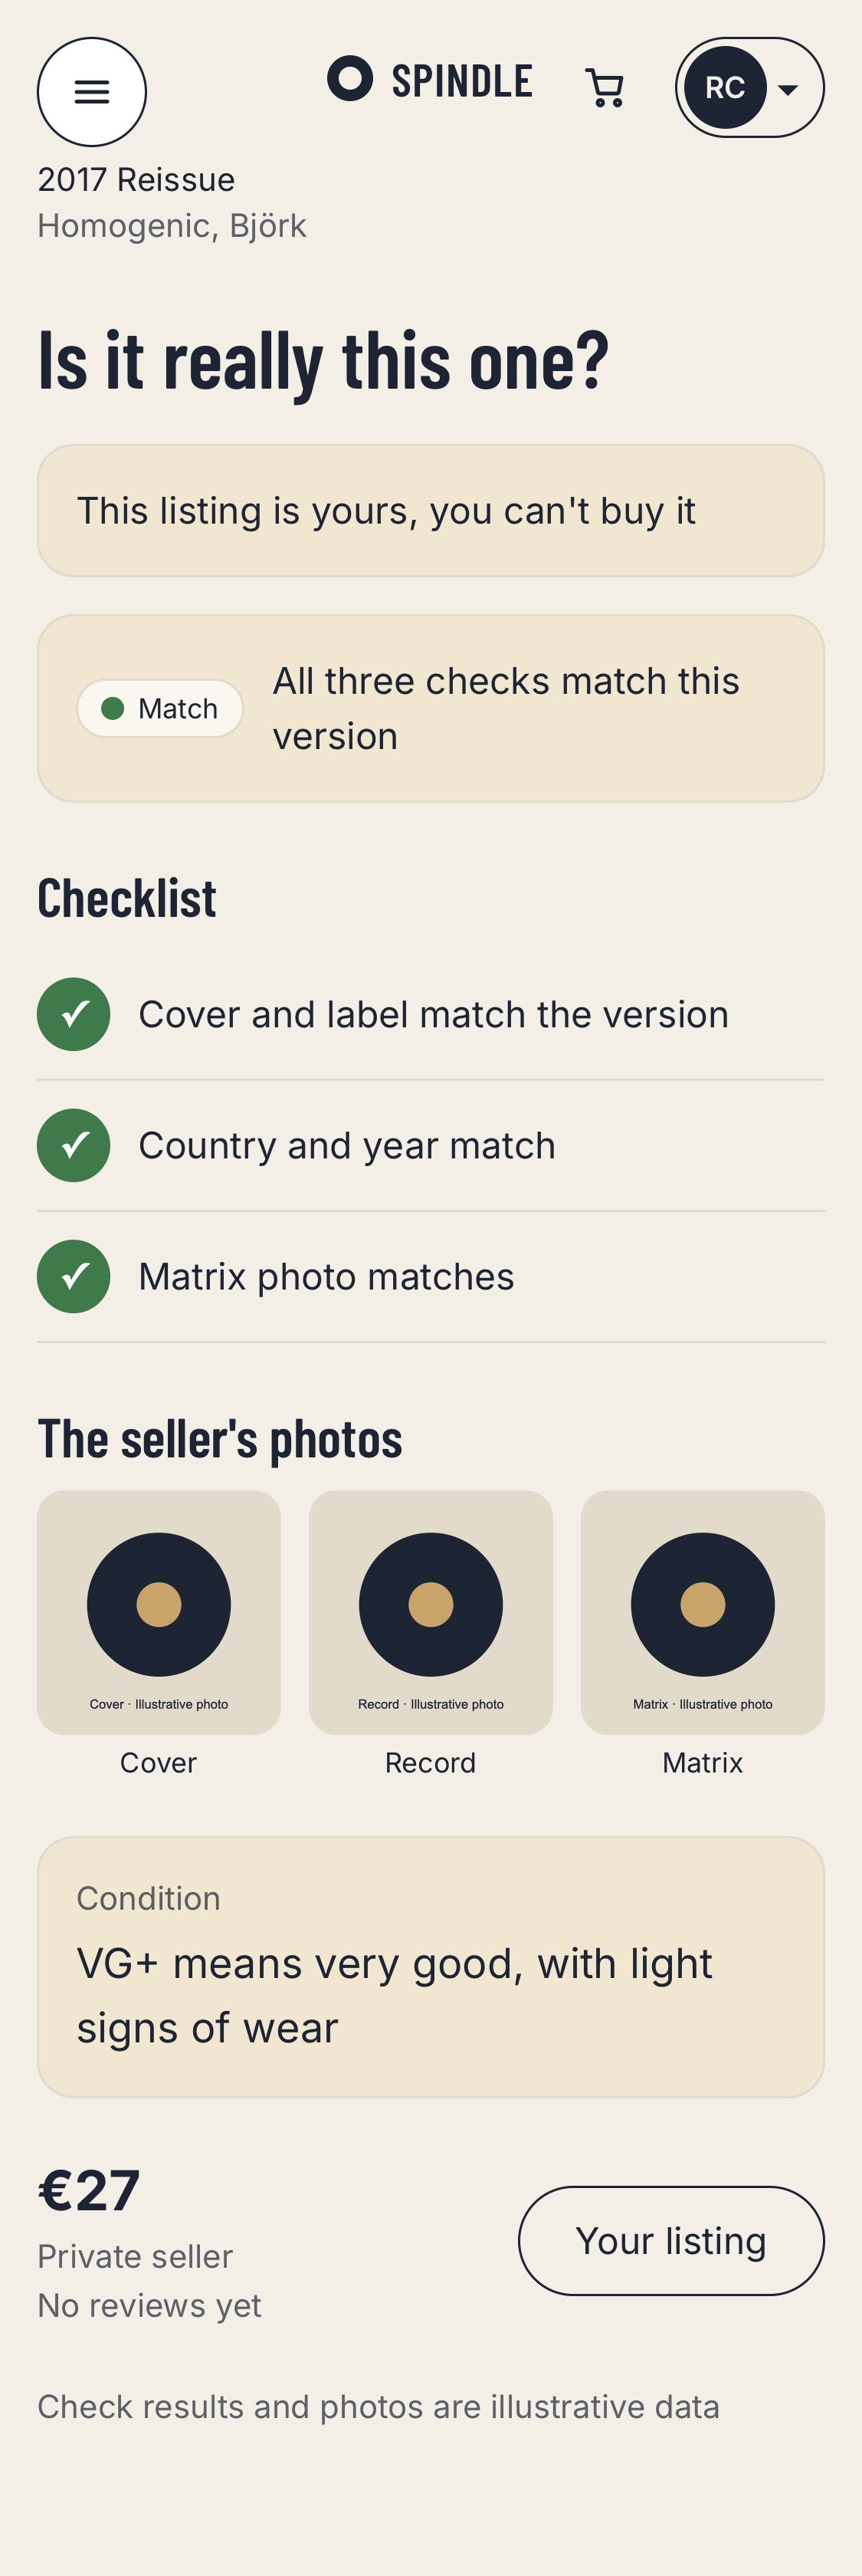 SPINDLE
RC
2017 Reissue
Homogenic, Björk
Is it really this one?
This listing is yours, you can't buy it
Match
All three checks match this
version
Checklist
Cover and label match the version
Country and year match
Matrix photo matches
The seller's photos
Cover · Illustrative photo
Record · Illustrative photo
Matrix · Illustrative photo
Cover
Record
Matrix
Condition
VG+ means very good, with light
signs of wear
€27
Private seller
No reviews yet
Your listing
Check results and photos are illustrative data